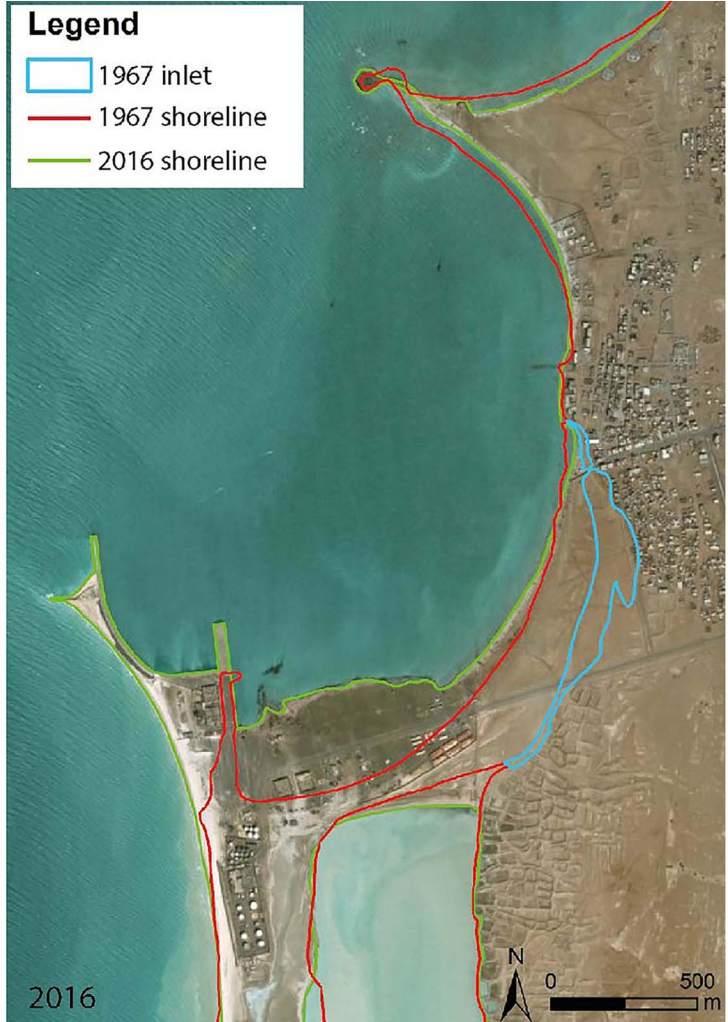 Legend
1967 inlet
1967 shoreline
2016 shoreline
2016
N
0 500
m